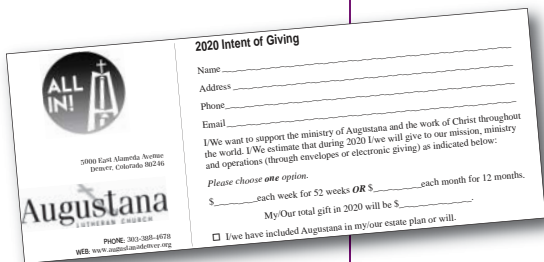 ALL
IN!
5000 East Alameda Avenue
Denver, Colorado 80246
Augustana
LUTHERAN CHURCH
PHONE: 303-388-4678
WEB: www.augustanadenver.org
2020 Intent of Giving
Name
Address
Phone
Email
I/We want to support the ministry of Augustana and the work of Christ throughout
the world. I/We estimate that during 2020 I/we will give to our mission, ministry
and operations (through envelopes or electronic giving) as indicated below:
Please choose one option.
$__________each week for 52 weeks OR $__________each month for 12 months.
My/Our total gift in 2020 will be $_______________.
☐ I/we have included Augustana in my/our estate plan or will.